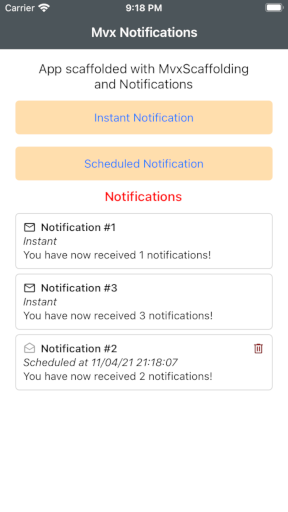 Carrier 9:18 PM
Mvx Notifications
App scaffolded with MvxScaffolding
and Notifications
Instant Notification
Scheduled Notification
Notifications
Notification #1
Instant
You have now received 1 notifications!
Notification #3
Instant
You have now received 3 notifications!
Notification #2
Scheduled at 11/04/21 21:18:07
You have now received 2 notifications!